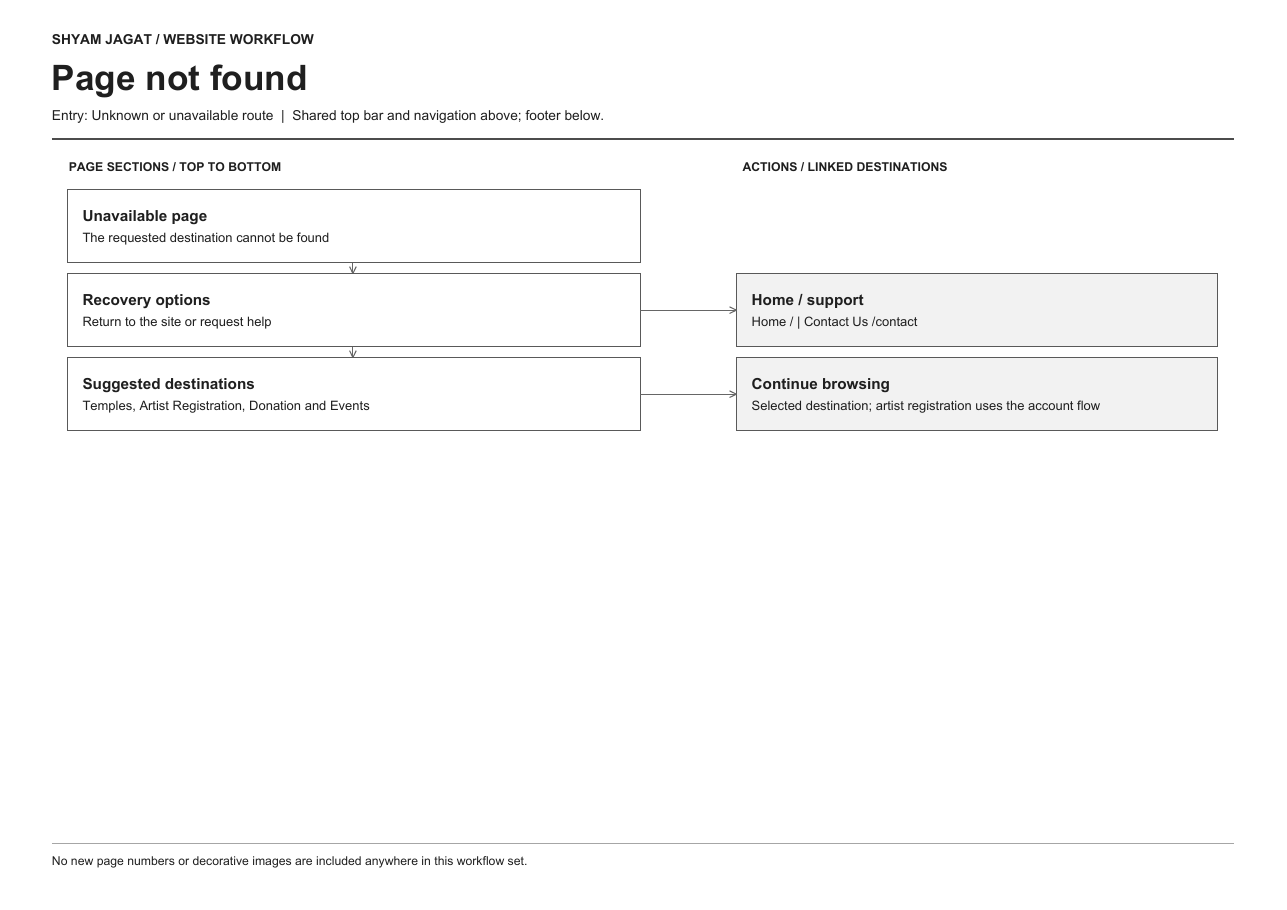 SHYAM JAGAT / WEBSITE WORKFLOW
Page not found
Entry: Unknown or unavailable route | Shared top bar and navigation above; footer below.
PAGE SECTIONS / TOP TO BOTTOM
ACTIONS / LINKED DESTINATIONS
Unavailable page
The requested destination cannot be found
Recovery options
Return to the site or request help
Home / support
Home / | Contact Us /contact
Suggested destinations
Temples, Artist Registration, Donation and Events
Continue browsing
Selected destination; artist registration uses the account flow
No new page numbers or decorative images are included anywhere in this workflow set.